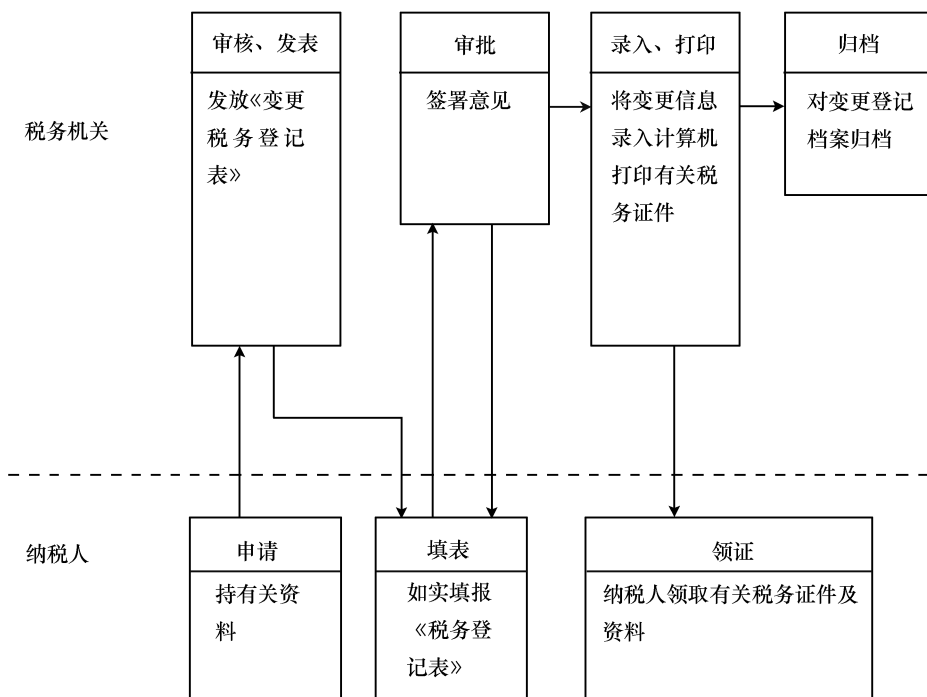 审核、发表
发放《变更
税务登记
表》
审批
签署意见
录入、打印
将变更信息
录入计算机
打印有关税
务证件
归档
对变更登记
档案归档
税务机关
纳税人
申请
持有关资
料
填表
如实填报
《税务登
记表》
领证
纳税人领取有关税务证件及
资料